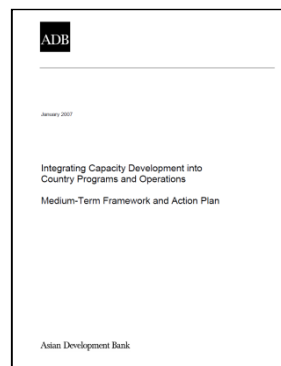 ADB
January 2007
Integrating Capacity Development into
Country Programs and Operations
Medium-Term Framework and Action Plan
Asian Development Bank